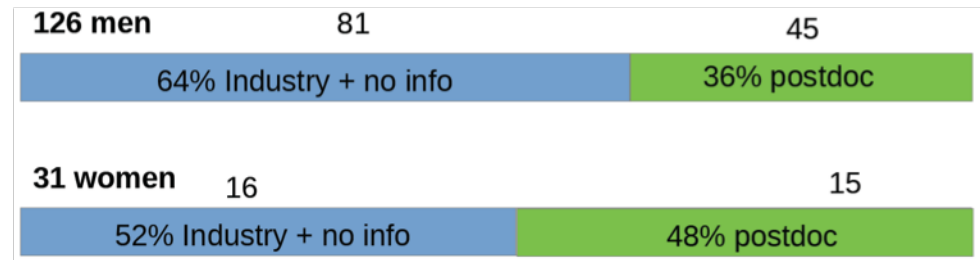 126 men 81 45
64% Industry + no info 36% postdoc
31 women 16 15
52% Industry + no info 48% postdoc